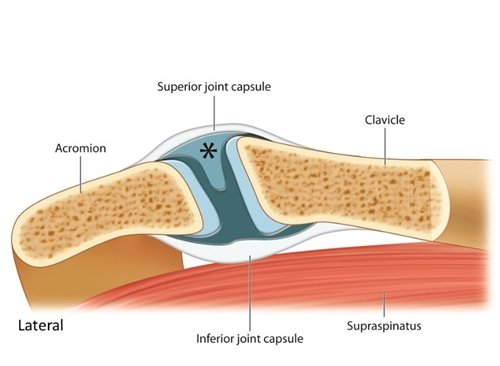 Superior joint capsule
Clavicle
Acromion
*
Lateral
Supraspinatus
Inferior joint capsule